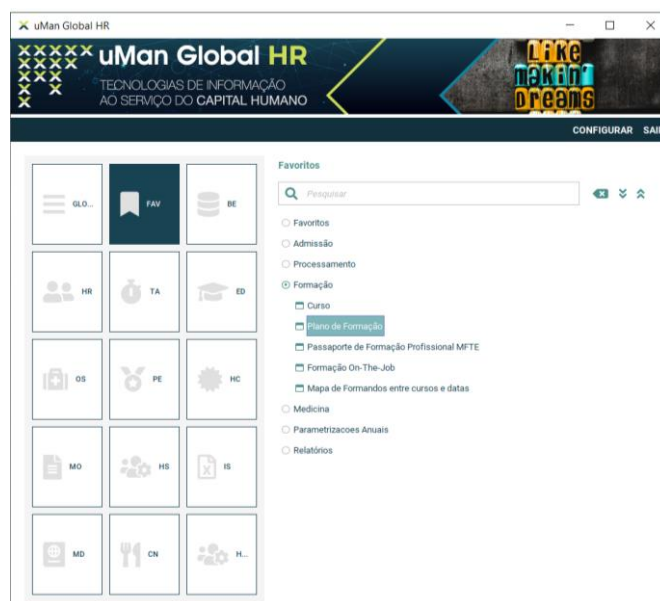 uMan Global HR
uMan Global HR
TECNOLOGIAS DE INFORMAÇÃO
AO SERVIÇO DO CAPITAL HUMANO
Like
makin'
Dreams
CONFIGURAR SAIR
GLO...
FAV
BE
HR
TA
ED
OS
PE
HC
MO
HS
IS
MD
CN
H...
Favoritos
Pesquisar
Favoritos
Admissão
Processamento
Formação
Curso
Plano de Formação
Passaporte de Formação Profissional MFTE
Formação On-The-Job
Mapa de Formandos entre cursos e datas
Medicina
Parametrizacoes Anuais
Relatórios